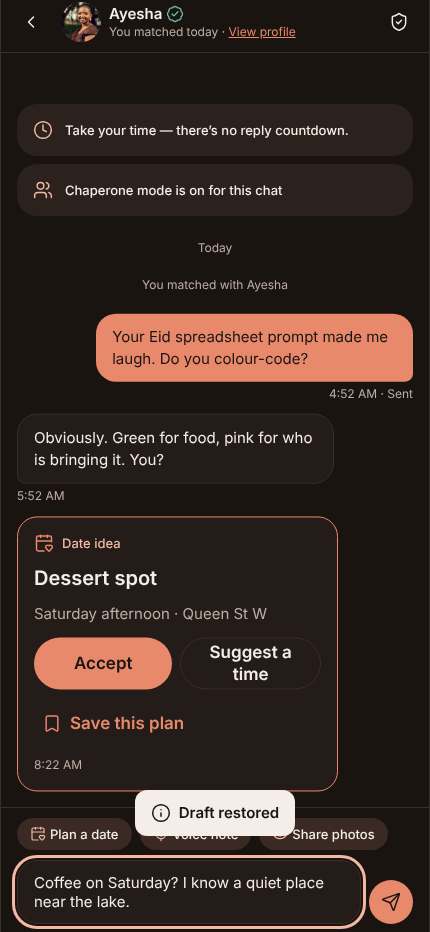 Ayesha
You matched today · View profile
Take your time — there's no reply countdown.
Chaperone mode is on for this chat
Today
You matched with Ayesha
Your Eid spreadsheet prompt made me
laugh. Do you colour-code?
4:52 AM · Sent
Obviously. Green for food, pink for who
is bringing it. You?
5:52 AM
Date idea
Dessert spot
Saturday afternoon · Queen St W
Accept
Suggest a
time
Save this plan
8:22 AM
Draft restored
Plan a date
Voice note
Share photos
Coffee on Saturday? I know a quiet place
near the lake.